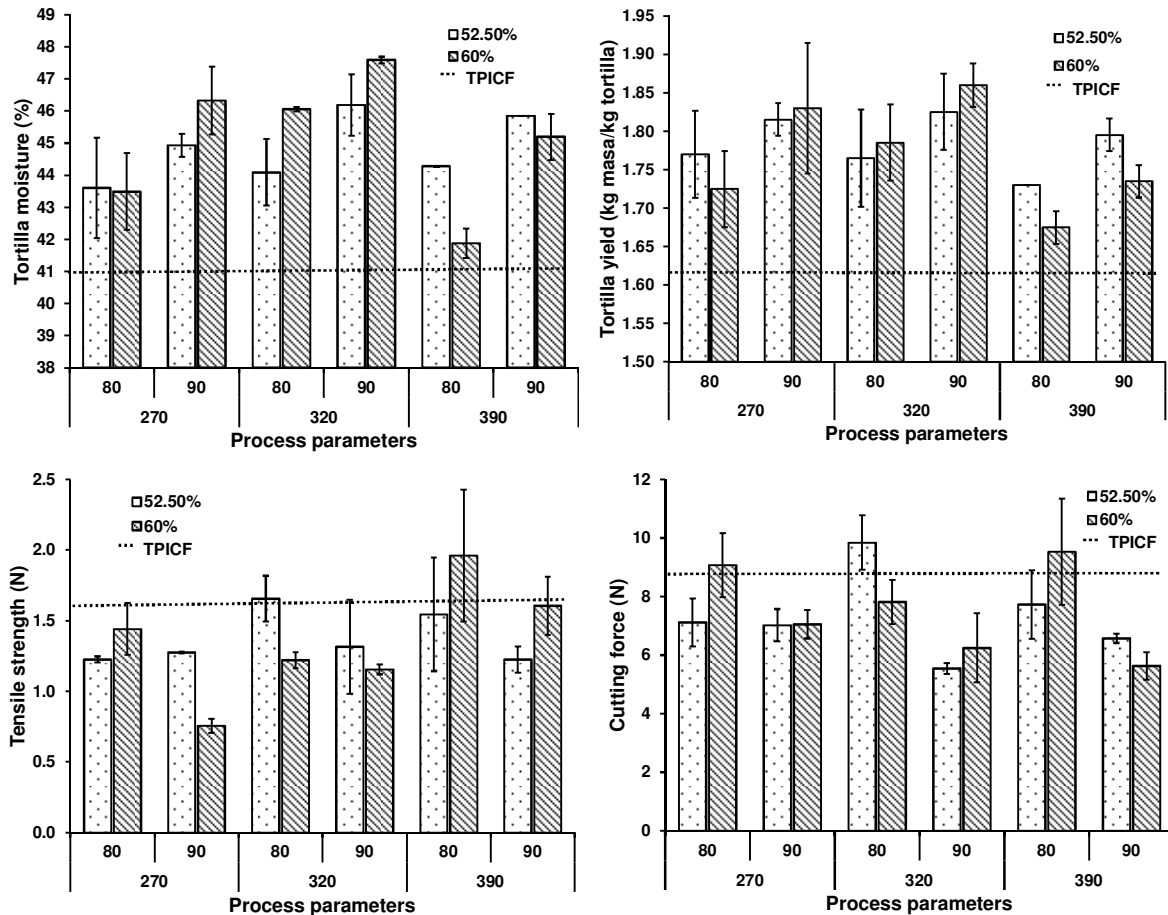 Tortilla moisture (%)
49
48
47
46
45
44
43
42
41
40
39
38
52.50%
60%
TPICF
80 90 80 90 80 90
270 320 390
Process parameters
Tortilla yield (kg masa/kg tortilla)
1.95
1.90
1.85
1.80
1.75
1.70
1.65
1.60
1.55
1.50
52.50%
60%
TPICF
80 90 80 90 80 90
270 320 390
Process parameters
Tensile strength (N)
2.5
2.0
1.5
1.0
0.5
0.0
52.50%
60%
TPICF
80 90 80 90 80 90
270 320 390
Process parameters
Cutting force (N)
12
10
8
6
4
2
0
52.50%
60%
TPICF
80 90 80 90 80 90
270 320 390
Process parameters